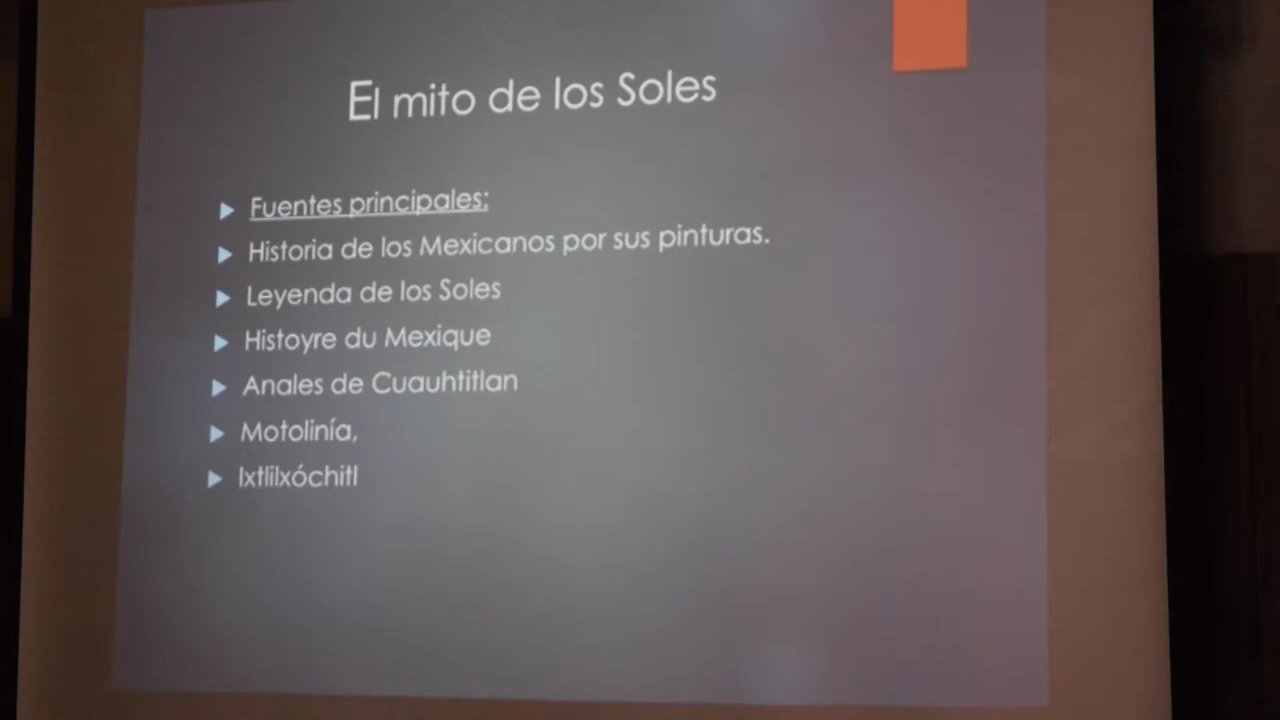 El mito de los Soles
Fuentes principales:
Historia de los Mexicanos por sus pinturas.
Leyenda de los Soles
Histoyre du Mexique
Anales de Cuauhtitlan
Motolinía,
Ixtlilxóchitl